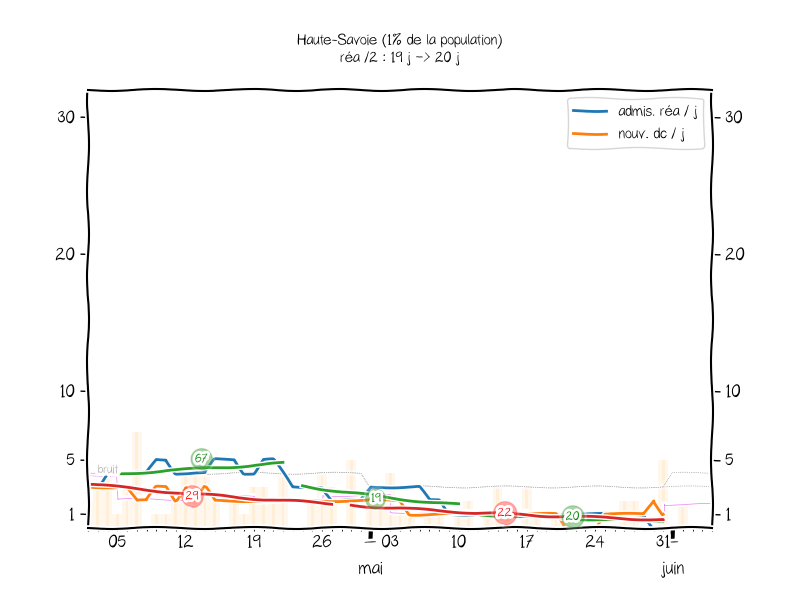 Haute-Savoie (1% de la population)
réa /2 : 19 j -> 20 j
admis. réa / j
nouv. dc / j
30
30
20
20
10
10
5
5
1
1
bruit
67
29
19
22
20
05 12 19 26 03 10 17 24 31
mai juin